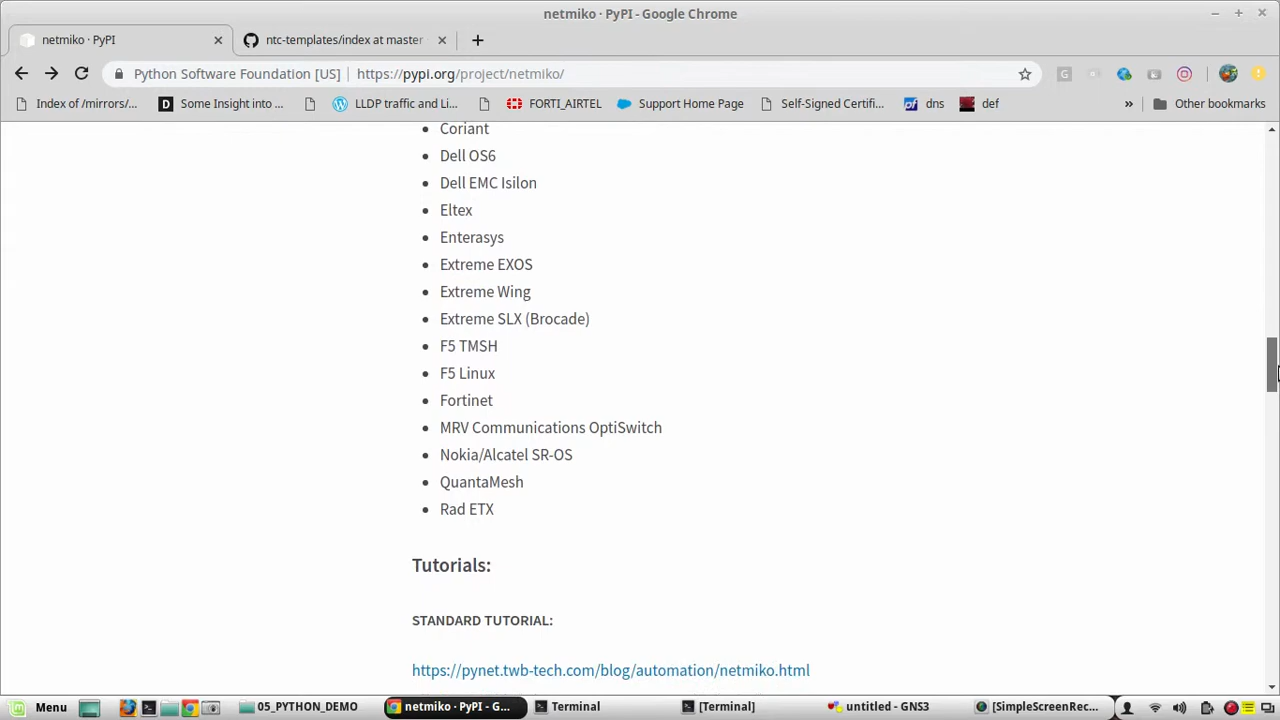 netmiko · PyPI - Google Chrome
netmiko · PyPI
ntc-templates/index at master
Python Software Foundation [US] | https://pypi.org/project/netmiko/
Index of /mirrors/...
Some Insight into ...
LLDP traffic and Li...
FORTI_AIRTEL
Support Home Page
Self-Signed Certifi...
dns
def
»
Other bookmarks
• Coriant
• Dell OS6
• Dell EMC Isilon
• Eltex
• Enterasys
• Extreme EXOS
• Extreme Wing
• Extreme SLX (Brocade)
• F5 TMSH
• F5 Linux
• Fortinet
• MRV Communications OptiSwitch
• Nokia/Alcatel SR-OS
• QuantaMesh
• Rad ETX
Tutorials:
STANDARD TUTORIAL:
https://pynet.twb-tech.com/blog/automation/netmiko.html
Menu
05_PYTHON_DEMO
netmiko · PyPI - G...
Terminal
[Terminal]
untitled - GNS3
[SimpleScreenRec...